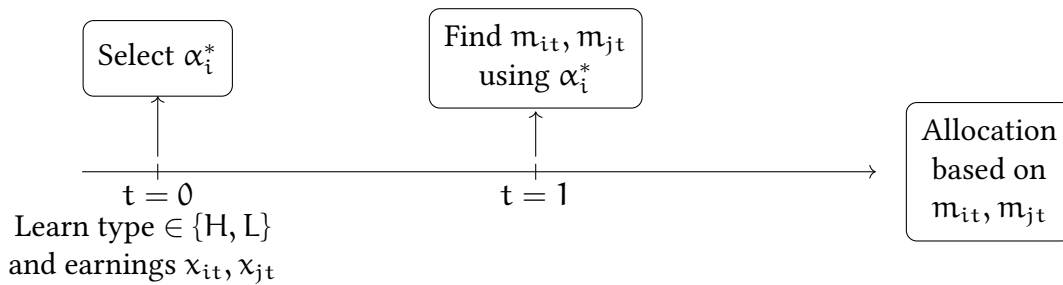 Select α*ᵢ
Find mᵢₜ, mⱼₜ
using α*ᵢ
Allocation
based on
mᵢₜ, mⱼₜ
t = 0
Learn type ∈ {H, L}
and earnings xᵢₜ, xⱼₜ
t = 1